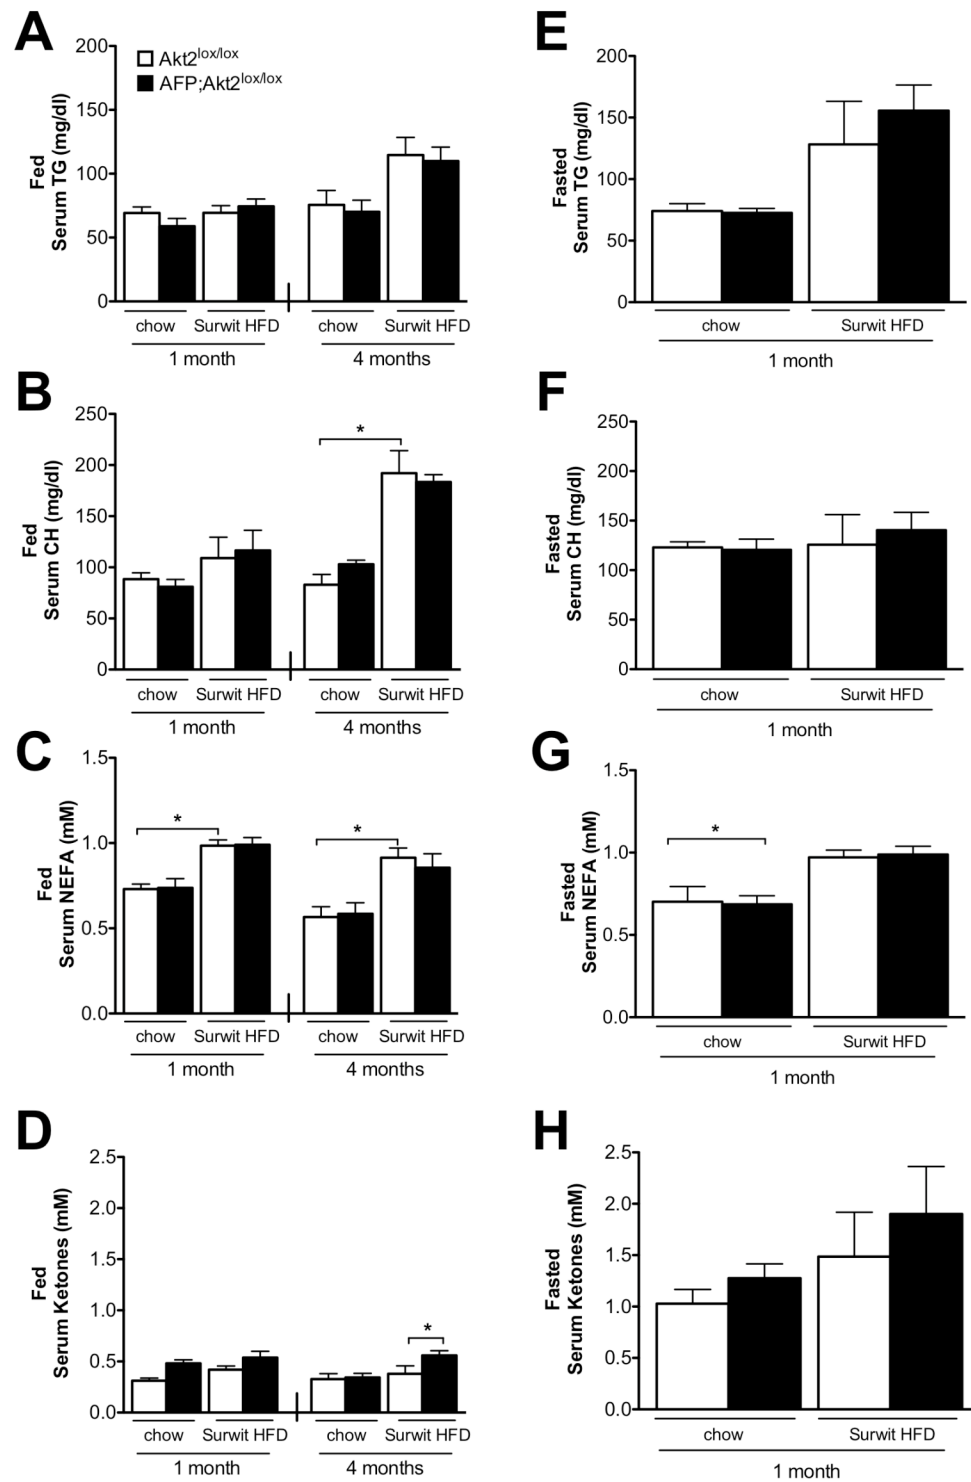 A
Fed
Serum TG (mg/dl)
200
150
100
50
0
Akt2lox/lox
AFP;Akt2lox/lox
chow Surwit HFD chow Surwit HFD
1 month 4 months
E
Fasted
Serum TG (mg/dl)
200
150
100
50
0
chow Surwit HFD
1 month
B
Fed
Serum CH (mg/dl)
250
200
150
100
50
0
*
chow Surwit HFD chow Surwit HFD
1 month 4 months
F
Fasted
Serum CH (mg/dl)
250
200
150
100
50
0
chow Surwit HFD
1 month
C
Fed
Serum NEFA (mM)
1.5
1.0
0.5
0.0
* *
chow Surwit HFD chow Surwit HFD
1 month 4 months
G
Fasted
Serum NEFA (mM)
1.5
1.0
0.5
0.0
*
chow Surwit HFD
1 month
D
Fed
Serum Ketones (mM)
2.5
2.0
1.5
1.0
0.5
0.0
*
chow Surwit HFD chow Surwit HFD
1 month 4 months
H
Fasted
Serum Ketones (mM)
2.5
2.0
1.5
1.0
0.5
0.0
chow Surwit HFD
1 month